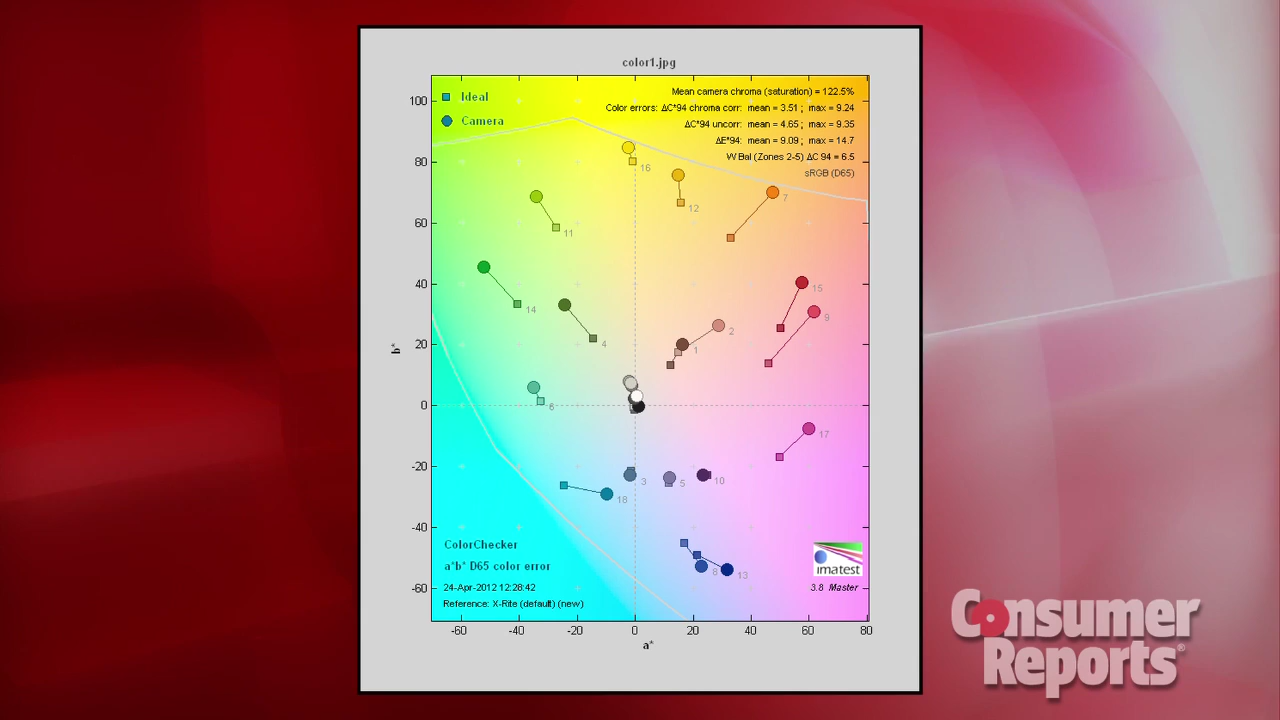 color1.jpg
Ideal
Camera
Mean camera chroma (saturation) = 122.5%
Color errors: ΔC*94 chroma corr: mean = 3.51 ; max = 9.24
ΔC*94 uncorr: mean = 4.65 ; max = 9.35
ΔE*94: mean = 9.09 ; max = 14.7
W Bal (Zones 2-5) ΔC 94 = 6.5
sRGB (D65)
100
80
60
40
20
0
-20
-40
-60
b*
16
12
7
11
15
14
9
2
4
1
6
17
3
5
10
18
8
13
ColorChecker
a*b* D65 color error
24-Apr-2012 12:28:42
Reference: X-Rite (default) (new)
imatest
3.8 Master
-60
-40
-20
0
20
40
60
80
a*
Consumer
Reports®